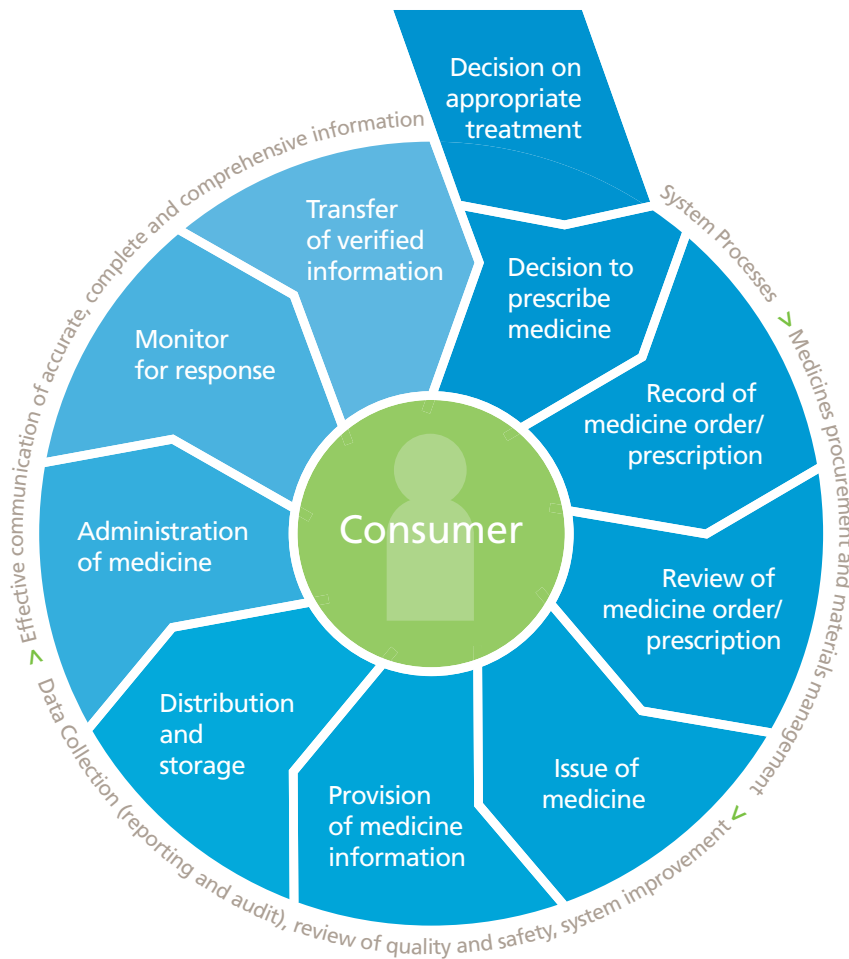 Decision on
appropriate
treatment
Decision to
prescribe
medicine
Record of
medicine order/
prescription
Review of
medicine order/
prescription
Issue of
medicine
Provision
of medicine
information
Distribution
and
storage
Administration
of medicine
Monitor
for response
Transfer
of verified
information
Consumer
System Processes > Medicines procurement and materials management > Data Collection (reporting and audit), review of quality and safety, system improvement > Effective communication of accurate, complete and comprehensive information